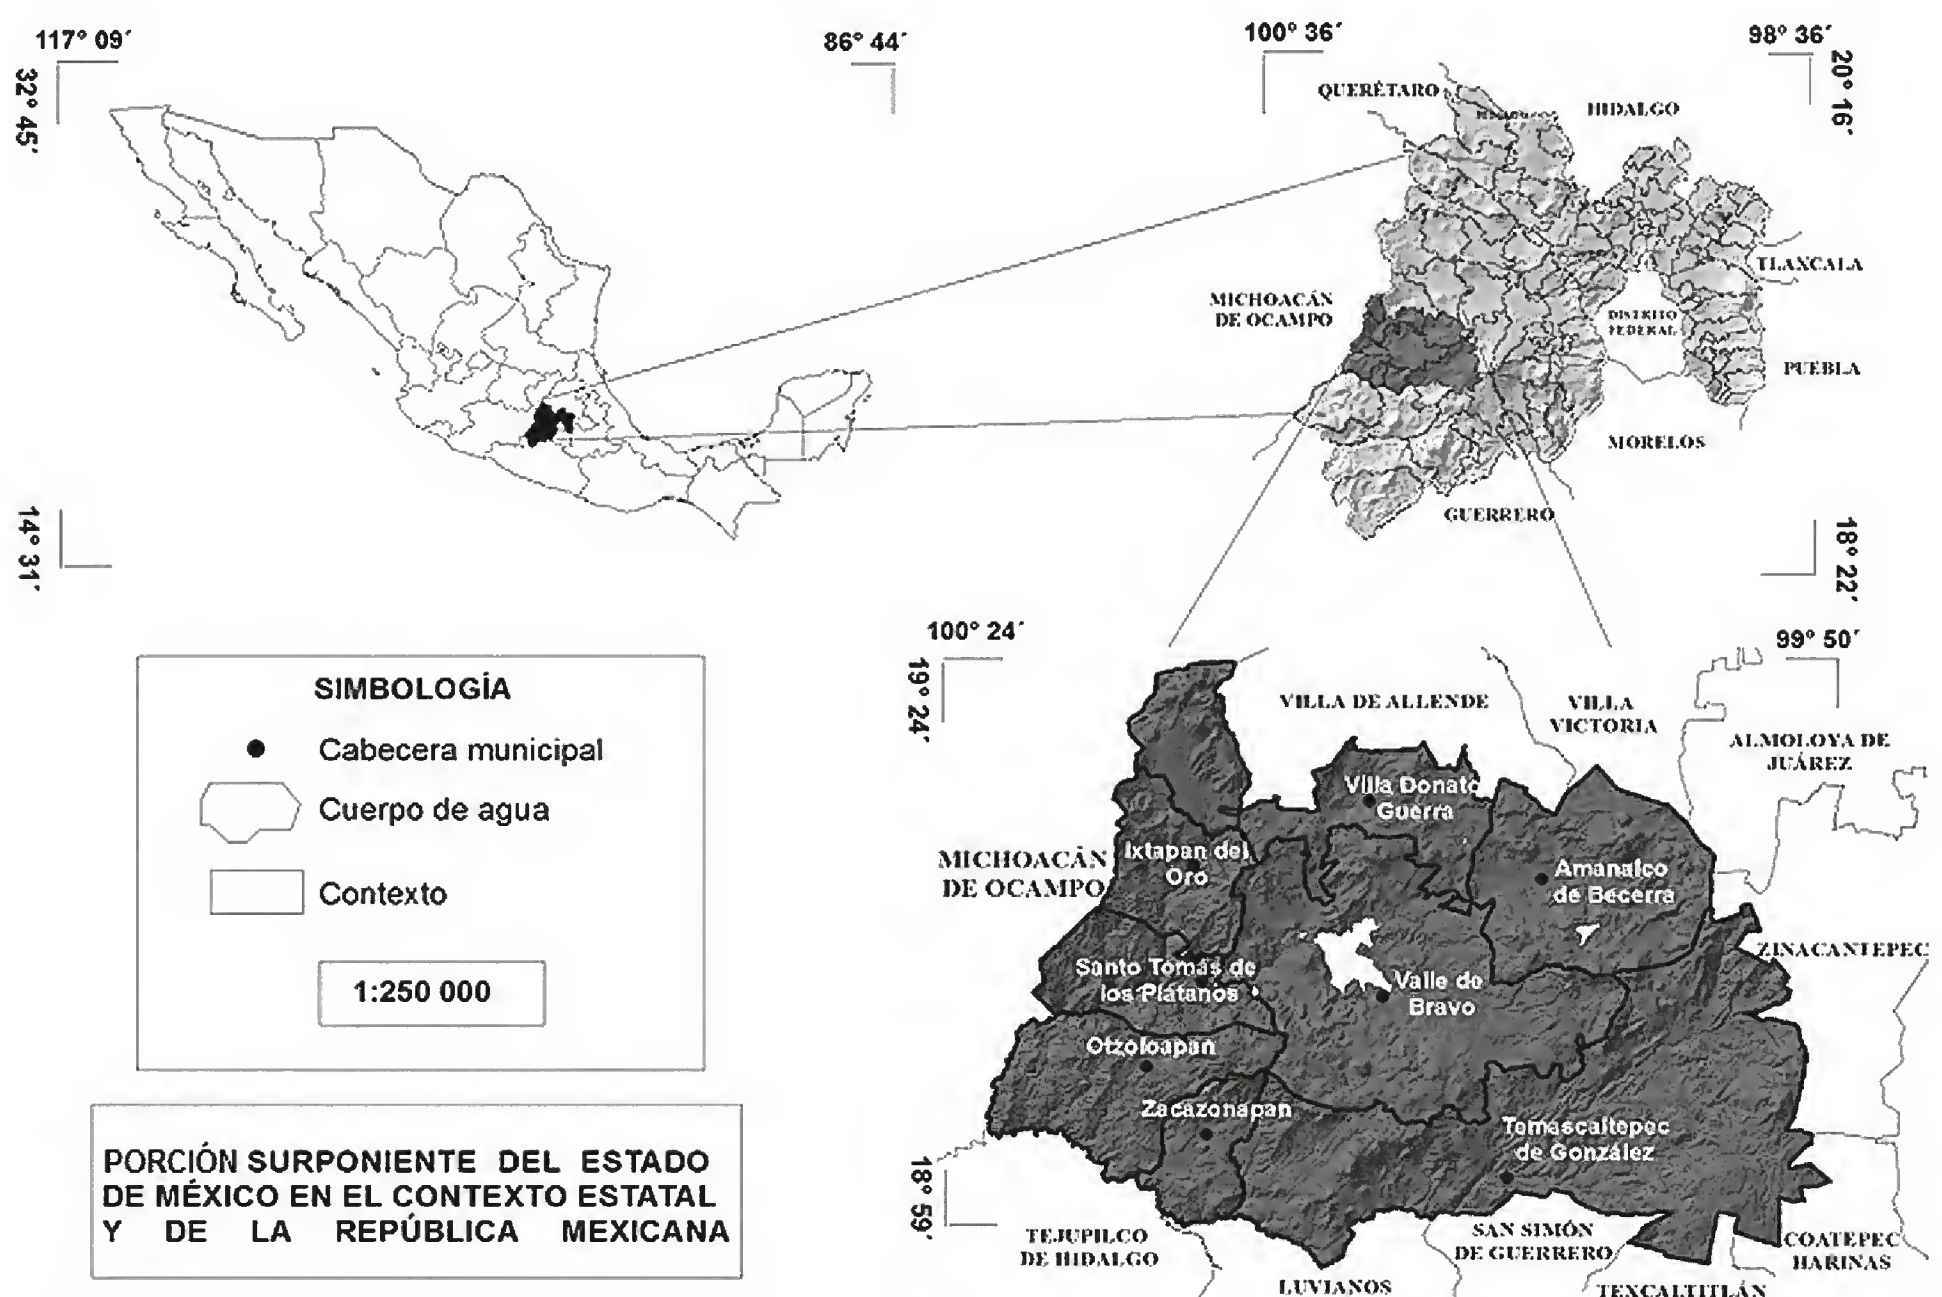 117° 09´
86° 44´
32° 45´
14° 31´
100° 36´
98° 36´
20° 16´
18° 22´
QUERÉTARO
HIDALGO
TLAXCALA
MICHOACÁN
DE OCAMPO
DISTRITO
FEDERAL
PUEBLA
MORELOS
GUERRERO
SIMBOLOGÍA
Cabecera municipal
Cuerpo de agua
Contexto
1:250 000
PORCIÓN SURPONIENTE DEL ESTADO
DE MÉXICO EN EL CONTEXTO ESTATAL
Y DE LA REPÚBLICA MEXICANA
100° 24´
99° 50´
19° 24´
18° 59´
VILLA DE ALLENDE
VILLA
VICTORIA
ALMOLOYA DE
JUÁREZ
Villa Donato
Guerra
MICHOACÁN
DE OCAMPO
Ixtapan del
Oro
Amanalco
de Becerra
ZINACANTEPEC
Santo Tomás de
los Plátanos
Valle de
Bravo
Otzoloapan
Zacazonapan
Temascaltepec
de González
TEJUPILCO
DE HIDALGO
SAN SIMÓN
DE GUERRERO
COATEPEC
HARINAS
LUVIANOS
TEXCALTITLÁN